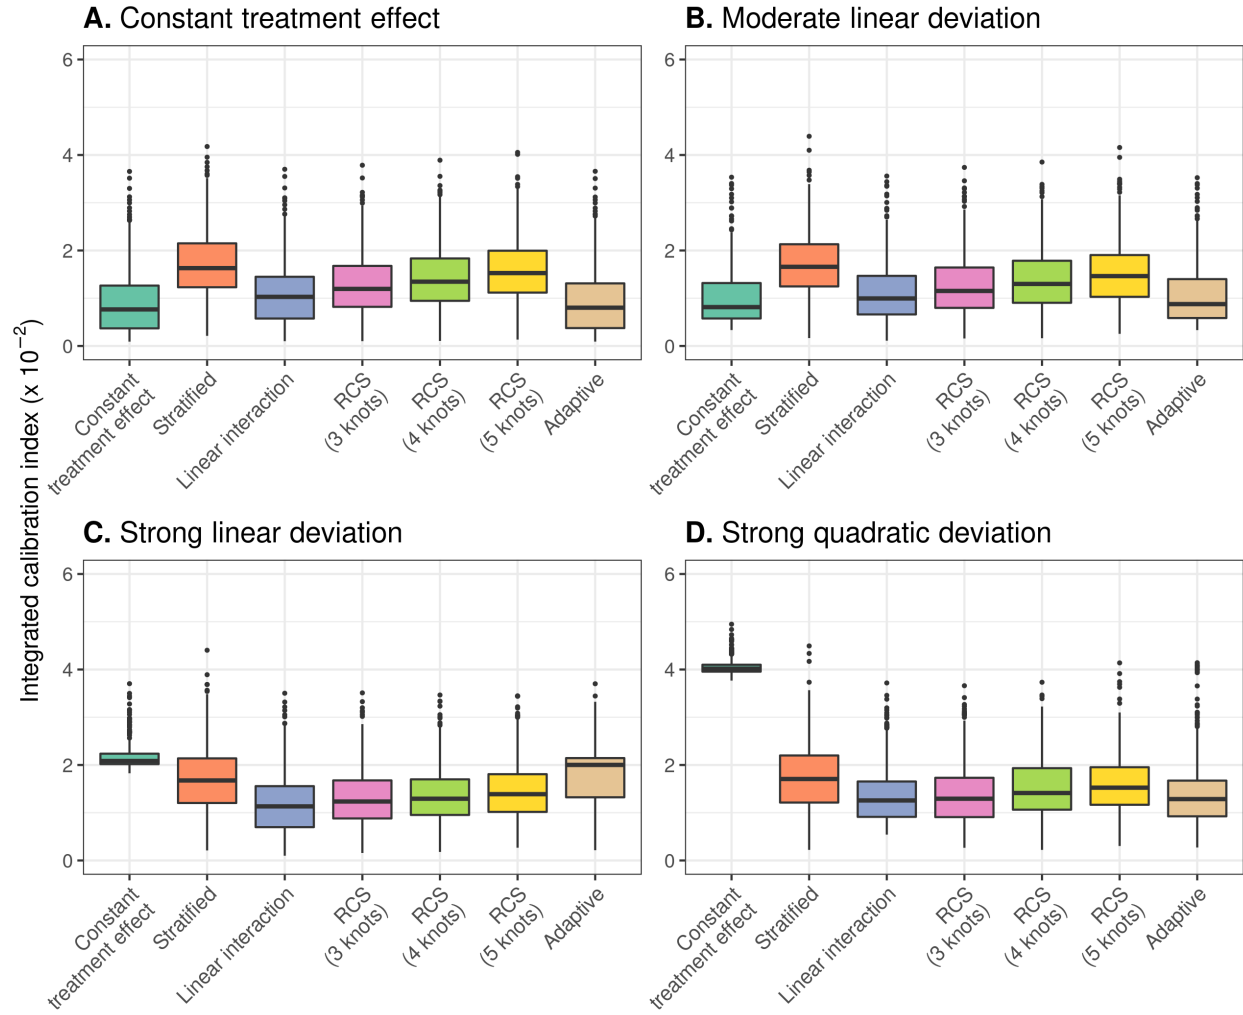 A. Constant treatment effect
B. Moderate linear deviation
6
4
2
0
6
4
2
0
Constant
treatment effect
Stratified
Linear interaction
RCS
(3 knots)
RCS
(4 knots)
RCS
(5 knots)
Adaptive
Constant
treatment effect
Stratified
Linear interaction
RCS
(3 knots)
RCS
(4 knots)
RCS
(5 knots)
Adaptive
Integrated calibration index (x 10⁻²)
C. Strong linear deviation
D. Strong quadratic deviation
6
4
2
0
6
4
2
0
Constant
treatment effect
Stratified
Linear interaction
RCS
(3 knots)
RCS
(4 knots)
RCS
(5 knots)
Adaptive
Constant
treatment effect
Stratified
Linear interaction
RCS
(3 knots)
RCS
(4 knots)
RCS
(5 knots)
Adaptive